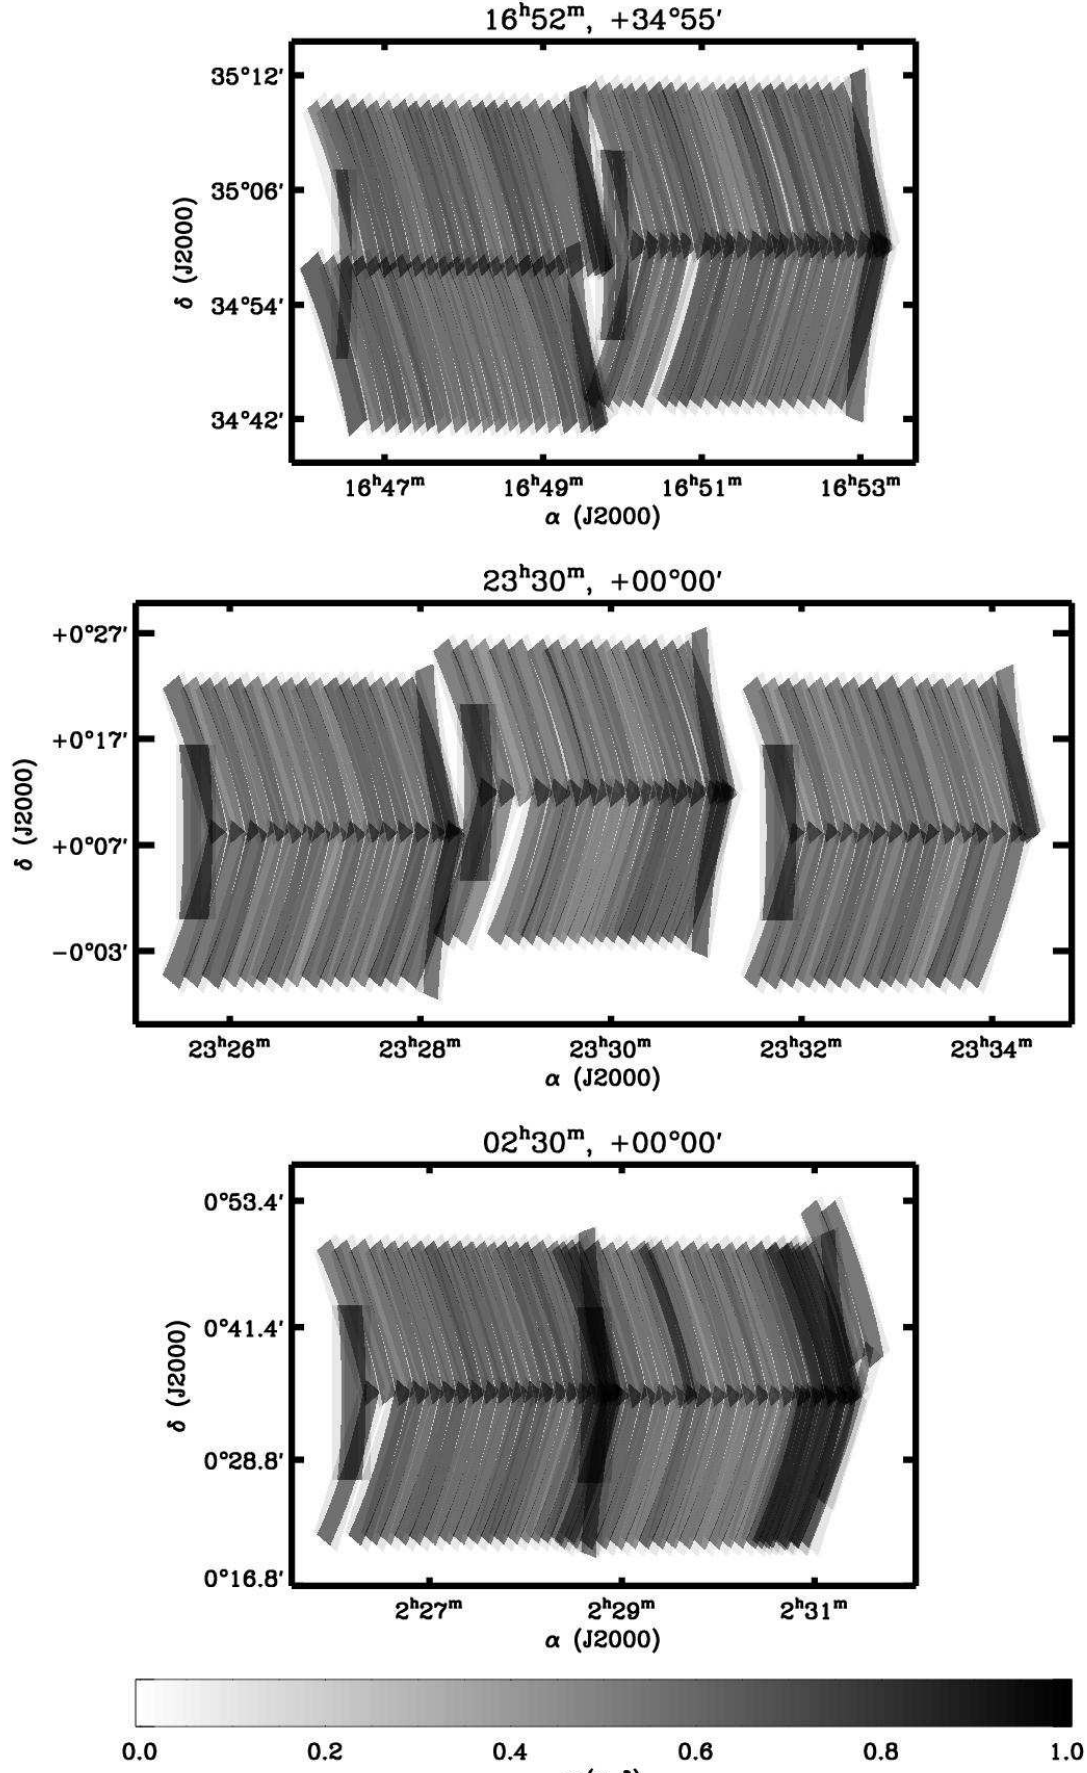 16ʰ52ᵐ, +34°55′
35°12′
35°06′
34°54′
34°42′
δ (J2000)
16ʰ47ᵐ 16ʰ49ᵐ 16ʰ51ᵐ 16ʰ53ᵐ
α (J2000)
23ʰ30ᵐ, +00°00′
+0°27′
+0°17′
+0°07′
−0°03′
δ (J2000)
23ʰ26ᵐ 23ʰ28ᵐ 23ʰ30ᵐ 23ʰ32ᵐ 23ʰ34ᵐ
α (J2000)
02ʰ30ᵐ, +00°00′
0°53.4′
0°41.4′
0°28.8′
0°16.8′
δ (J2000)
2ʰ27ᵐ 2ʰ29ᵐ 2ʰ31ᵐ
α (J2000)
0.0 0.2 0.4 0.6 0.8 1.0